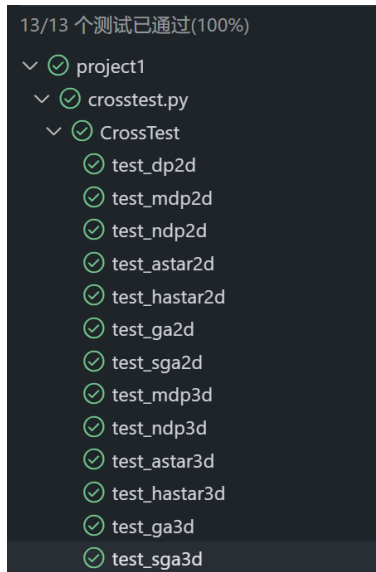 13/13 个测试已通过(100%)
project1
crosstest.py
CrossTest
test_dp2d
test_mdp2d
test_ndp2d
test_astar2d
test_hastar2d
test_ga2d
test_sga2d
test_mdp3d
test_ndp3d
test_astar3d
test_hastar3d
test_ga3d
test_sga3d